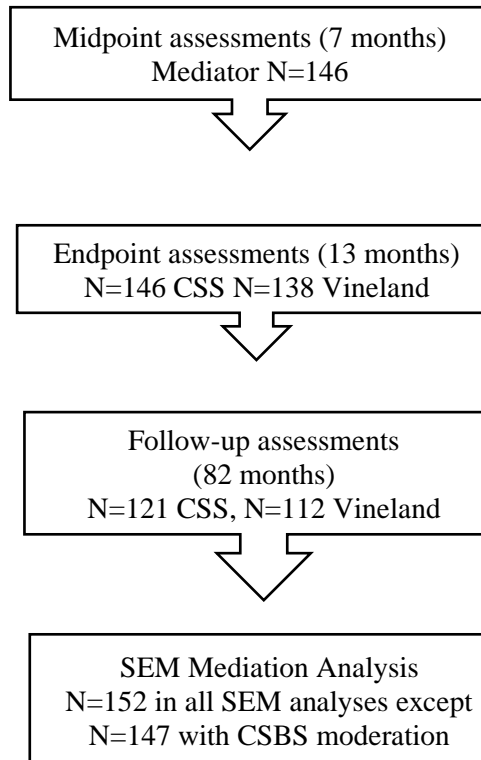 Midpoint assessments (7 months)
Mediator N=146
Endpoint assessments (13 months)
N=146 CSS N=138 Vineland
Follow-up assessments
(82 months)
N=121 CSS, N=112 Vineland
SEM Mediation Analysis
N=152 in all SEM analyses except
N=147 with CSBS moderation